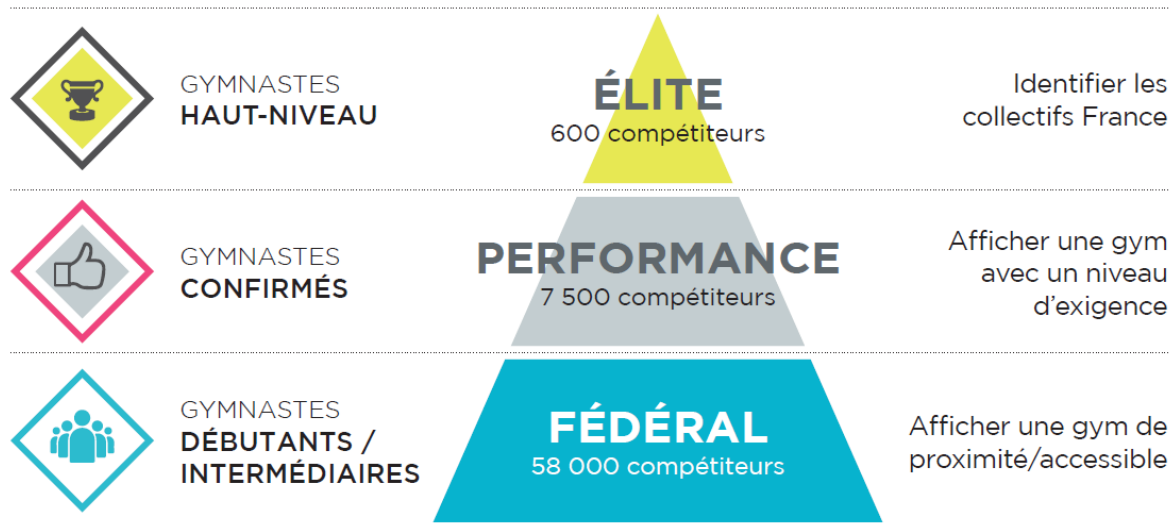 GYMNASTES
HAUT-NIVEAU
ÉLITE
600 compétiteurs
Identifier les
collectifs France
GYMNASTES
CONFIRMÉS
PERFORMANCE
7 500 compétiteurs
Afficher une gym
avec un niveau
d'exigence
GYMNASTES
DÉBUTANTS /
INTERMÉDIAIRES
FÉDÉRAL
58 000 compétiteurs
Afficher une gym de
proximité/accessible